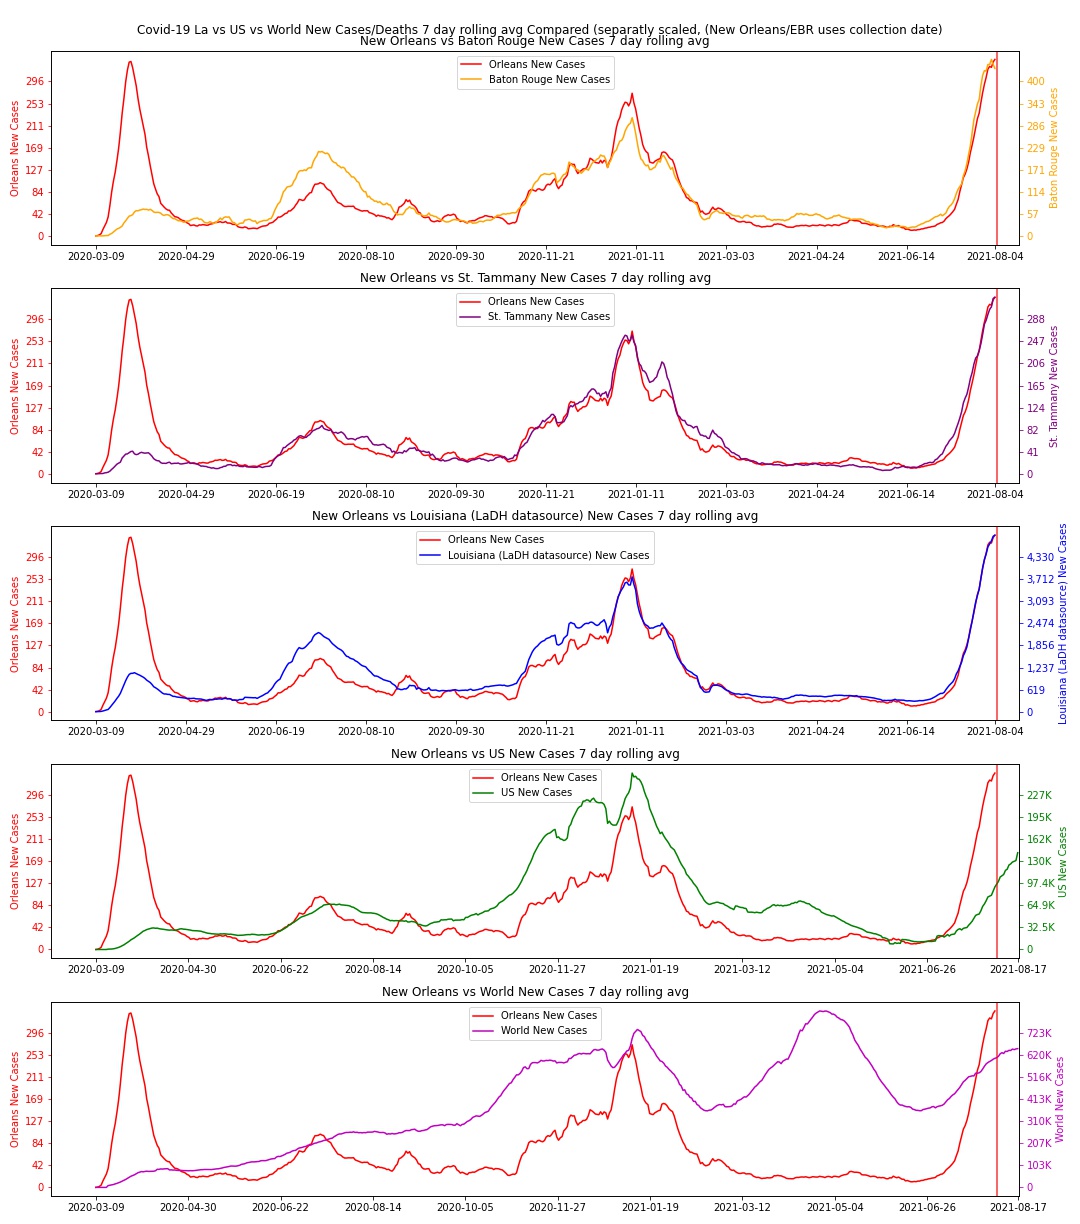 Covid-19 La vs US vs World New Cases/Deaths 7 day rolling avg Compared (separatly scaled, (New Orleans/EBR uses collection date)
New Orleans vs Baton Rouge New Cases 7 day rolling avg
Orleans New Cases
Baton Rouge New Cases
Orleans New Cases
296
253
211
169
127
84
42
0
400
343
286
229
171
114
57
0
Baton Rouge New Cases
2020-03-09 2020-04-29 2020-06-19 2020-08-10 2020-09-30 2020-11-21 2021-01-11 2021-03-03 2021-04-24 2021-06-14 2021-08-04
New Orleans vs St. Tammany New Cases 7 day rolling avg
Orleans New Cases
St. Tammany New Cases
Orleans New Cases
296
253
211
169
127
84
42
0
288
247
206
165
124
82
41
0
St. Tammany New Cases
2020-03-09 2020-04-29 2020-06-19 2020-08-10 2020-09-30 2020-11-21 2021-01-11 2021-03-03 2021-04-24 2021-06-14 2021-08-04
New Orleans vs Louisiana (LaDH datasource) New Cases 7 day rolling avg
Orleans New Cases
Louisiana (LaDH datasource) New Cases
Orleans New Cases
296
253
211
169
127
84
42
0
4,330
3,712
3,093
2,474
1,856
1,237
619
0
Louisiana (LaDH datasource) New Cases
2020-03-09 2020-04-29 2020-06-19 2020-08-10 2020-09-30 2020-11-21 2021-01-11 2021-03-03 2021-04-24 2021-06-14 2021-08-04
New Orleans vs US New Cases 7 day rolling avg
Orleans New Cases
US New Cases
Orleans New Cases
296
253
211
169
127
84
42
0
227K
195K
162K
130K
97.4K
64.9K
32.5K
0
US New Cases
2020-03-09 2020-04-30 2020-06-22 2020-08-14 2020-10-05 2020-11-27 2021-01-19 2021-03-12 2021-05-04 2021-06-26 2021-08-17
New Orleans vs World New Cases 7 day rolling avg
Orleans New Cases
World New Cases
Orleans New Cases
296
253
211
169
127
84
42
0
723K
620K
516K
413K
310K
207K
103K
0
World New Cases
2020-03-09 2020-04-30 2020-06-22 2020-08-14 2020-10-05 2020-11-27 2021-01-19 2021-03-12 2021-05-04 2021-06-26 2021-08-17